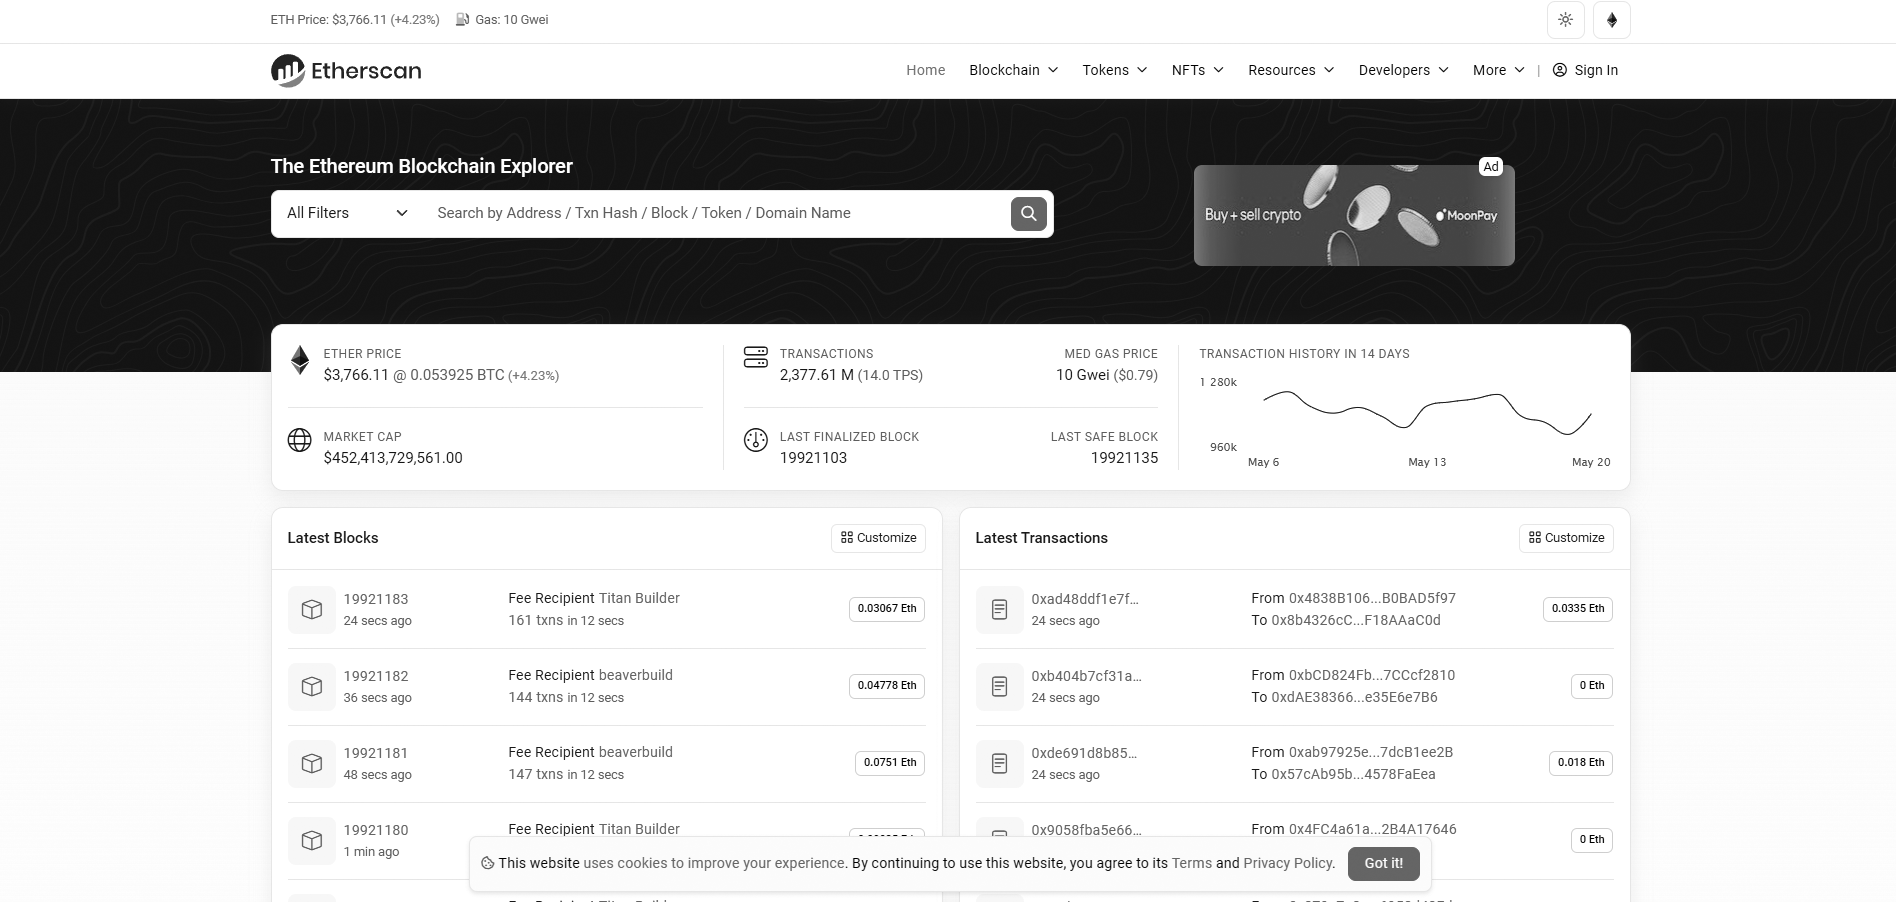 ETH Price: $3,766.11 (+4.23%) Gas: 10 Gwei
Etherscan
Home Blockchain Tokens NFTs Resources Developers More | Sign In
The Ethereum Blockchain Explorer
All Filters Search by Address / Txn Hash / Block / Token / Domain Name
Ad
Buy + sell crypto MoonPay
ETHER PRICE
$3,766.11 @ 0.053925 BTC (+4.23%)
MARKET CAP
$452,413,729,561.00
TRANSACTIONS
2,377.61 M (14.0 TPS)
MED GAS PRICE
10 Gwei ($0.79)
LAST FINALIZED BLOCK
19921103
LAST SAFE BLOCK
19921135
TRANSACTION HISTORY IN 14 DAYS
1 280k
960k
May 6 May 13 May 20
Latest Blocks Customize
19921183
24 secs ago
Fee Recipient Titan Builder
161 txns in 12 secs
0.03067 Eth
19921182
36 secs ago
Fee Recipient beaverbuild
144 txns in 12 secs
0.04778 Eth
19921181
48 secs ago
Fee Recipient beaverbuild
147 txns in 12 secs
0.0751 Eth
19921180
1 min ago
Fee Recipient Titan Builder
Latest Transactions Customize
0xad48ddf1e7f...
24 secs ago
From 0x4838B106...B0BAD5f97
To 0x8b4326cC...F18AAaC0d
0.0335 Eth
0xb404b7cf31a...
24 secs ago
From 0xbCD824Fb...7CCcf2810
To 0xdAE38366...e35E6e7B6
0 Eth
0xde691d8b85...
24 secs ago
From 0xab97925e...7dcB1ee2B
To 0x57cAb95b...4578FaEea
0.018 Eth
0x9058fba5e66...
From 0x4FC4a61a...2B4A17646
0 Eth
This website uses cookies to improve your experience. By continuing to use this website, you agree to its Terms and Privacy Policy. Got it!